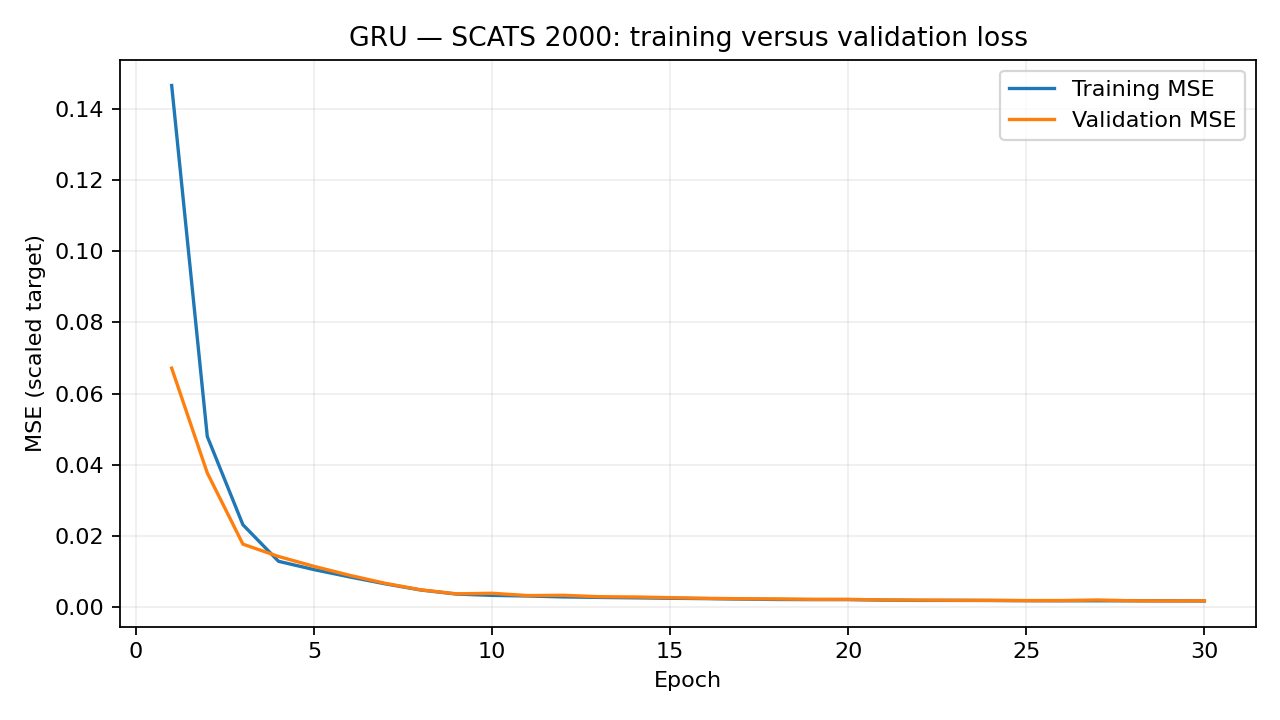 GRU — SCATS 2000: training versus validation loss
Training MSE
Validation MSE
MSE (scaled target)
0.14
0.12
0.10
0.08
0.06
0.04
0.02
0.00
0 5 10 15 20 25 30
Epoch